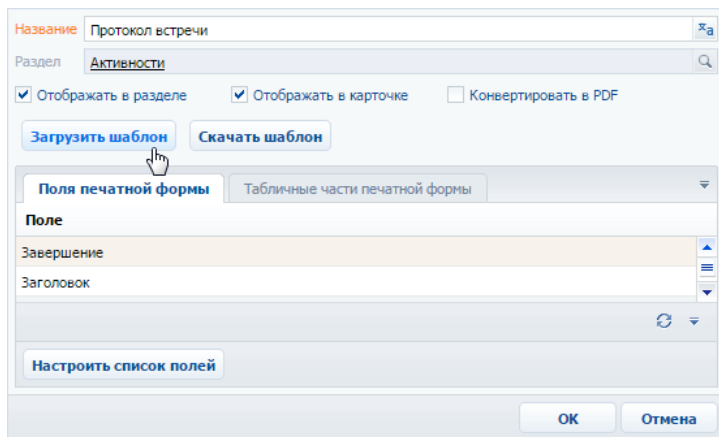 Название Протокол встречи
Раздел Активности
Отображать в разделе Отображать в карточке Конвертировать в PDF
Загрузить шаблон Скачать шаблон
Поля печатной формы Табличные части печатной формы
Поле
Завершение
Заголовок
Настроить список полей
ОК Отмена